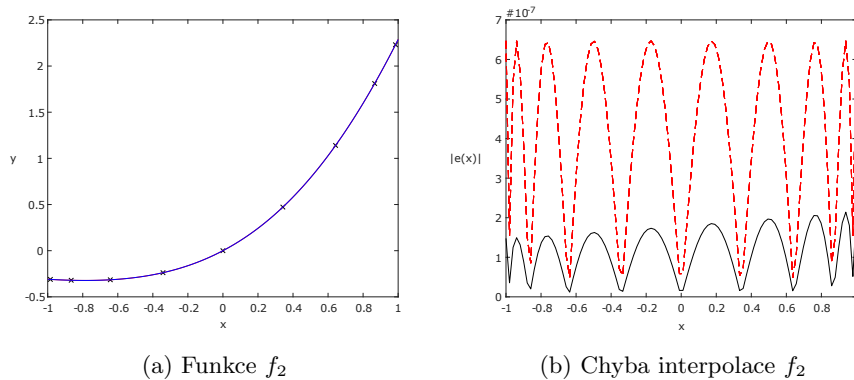 2.5
2
1.5
1
0.5
0
-0.5
y
-1 -0.8 -0.6 -0.4 -0.2 0 0.2 0.4 0.6 0.8 1
x
(a) Funkce f₂
#10⁻⁷
7
6
5
4
3
2
1
0
|e(x)|
-1 -0.8 -0.6 -0.4 -0.2 0 0.2 0.4 0.6 0.8
x
(b) Chyba interpolace f₂